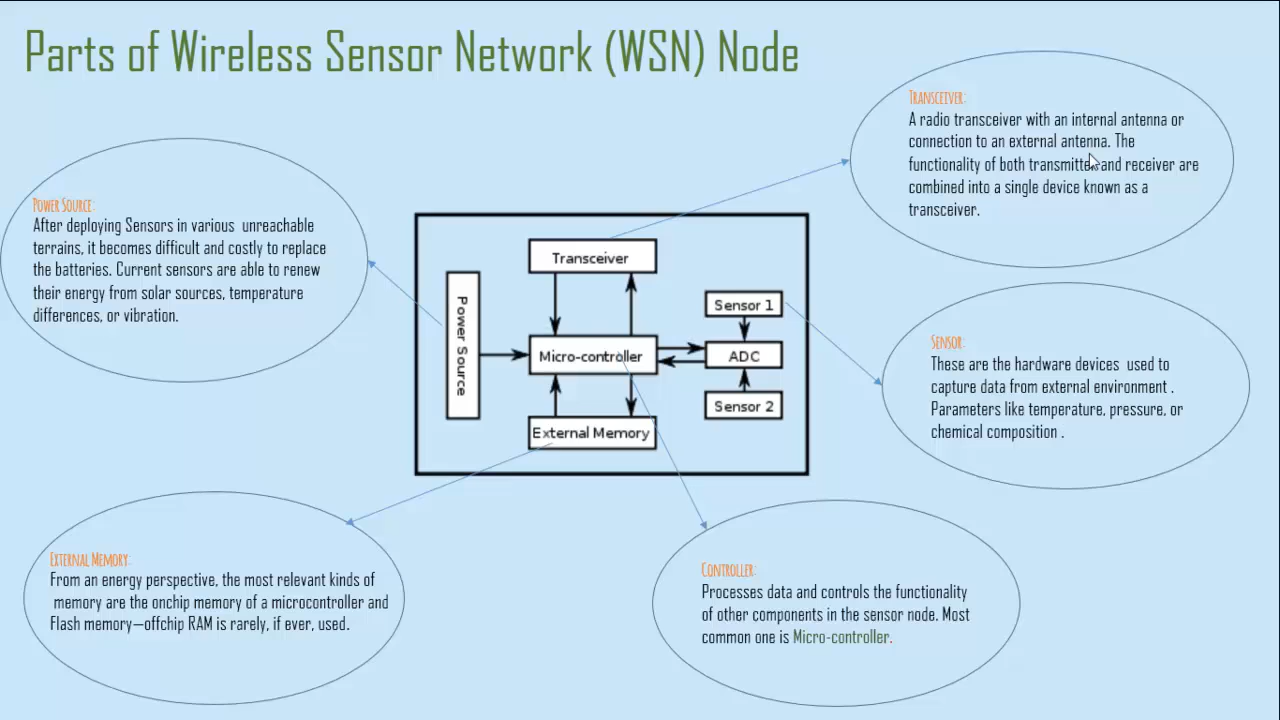 Parts of Wireless Sensor Network (WSN) Node
TRANSCEIVER:
A radio transceiver with an internal antenna or
connection to an external antenna. The
functionality of both transmitter and receiver are
combined into a single device known as a
transceiver.
POWER SOURCE:
After deploying Sensors in various unreachable
terrains, it becomes difficult and costly to replace
the batteries. Current sensors are able to renew
their energy from solar sources, temperature
differences, or vibration.
Transceiver
Power Source
Sensor 1
Micro-controller
ADC
Sensor 2
External Memory
SENSOR:
These are the hardware devices used to
capture data from external environment .
Parameters like temperature, pressure, or
chemical composition .
EXTERNAL MEMORY:
From an energy perspective, the most relevant kinds of
memory are the onchip memory of a microcontroller and
Flash memory—offchip RAM is rarely, if ever, used.
CONTROLLER:
Processes data and controls the functionality
of other components in the sensor node. Most
common one is Micro-controller.